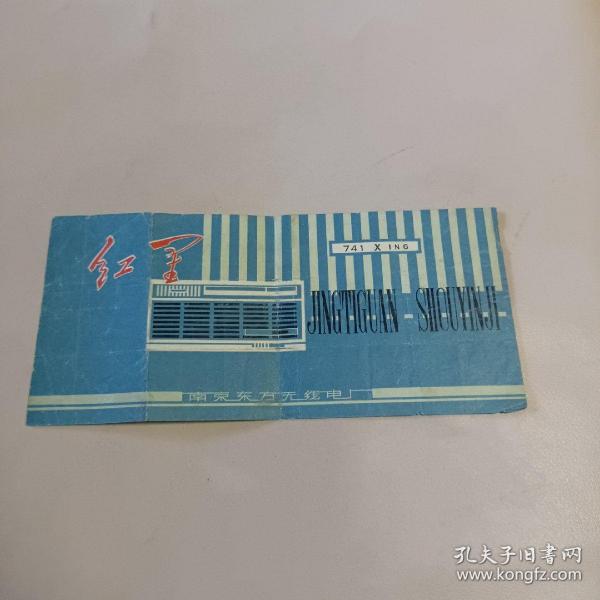 红星
741 X ING
JINGTIGUAN - SHOUYINJI
南京东方无线电厂
孔夫子旧书网
www.kongfz.com